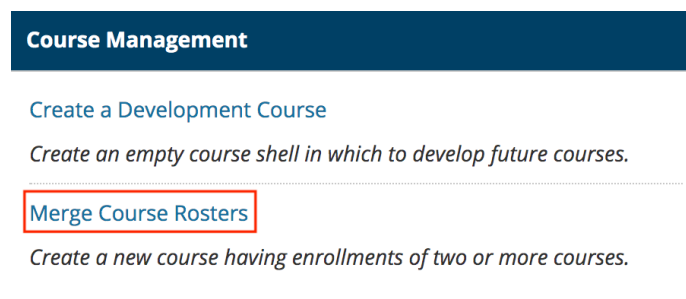 Course Management
Create a Development Course
Create an empty course shell in which to develop future courses.
Merge Course Rosters
Create a new course having enrollments of two or more courses.